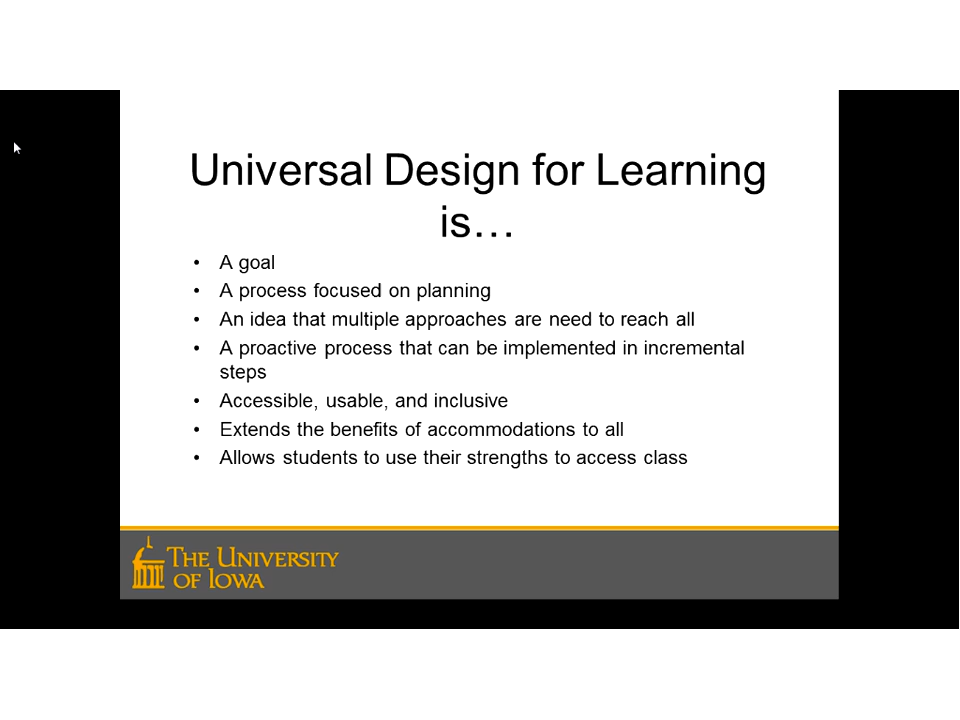 Universal Design for Learning
is…
• A goal
• A process focused on planning
• An idea that multiple approaches are need to reach all
• A proactive process that can be implemented in incremental
steps
• Accessible, usable, and inclusive
• Extends the benefits of accommodations to all
• Allows students to use their strengths to access class
THE UNIVERSITY
OF IOWA